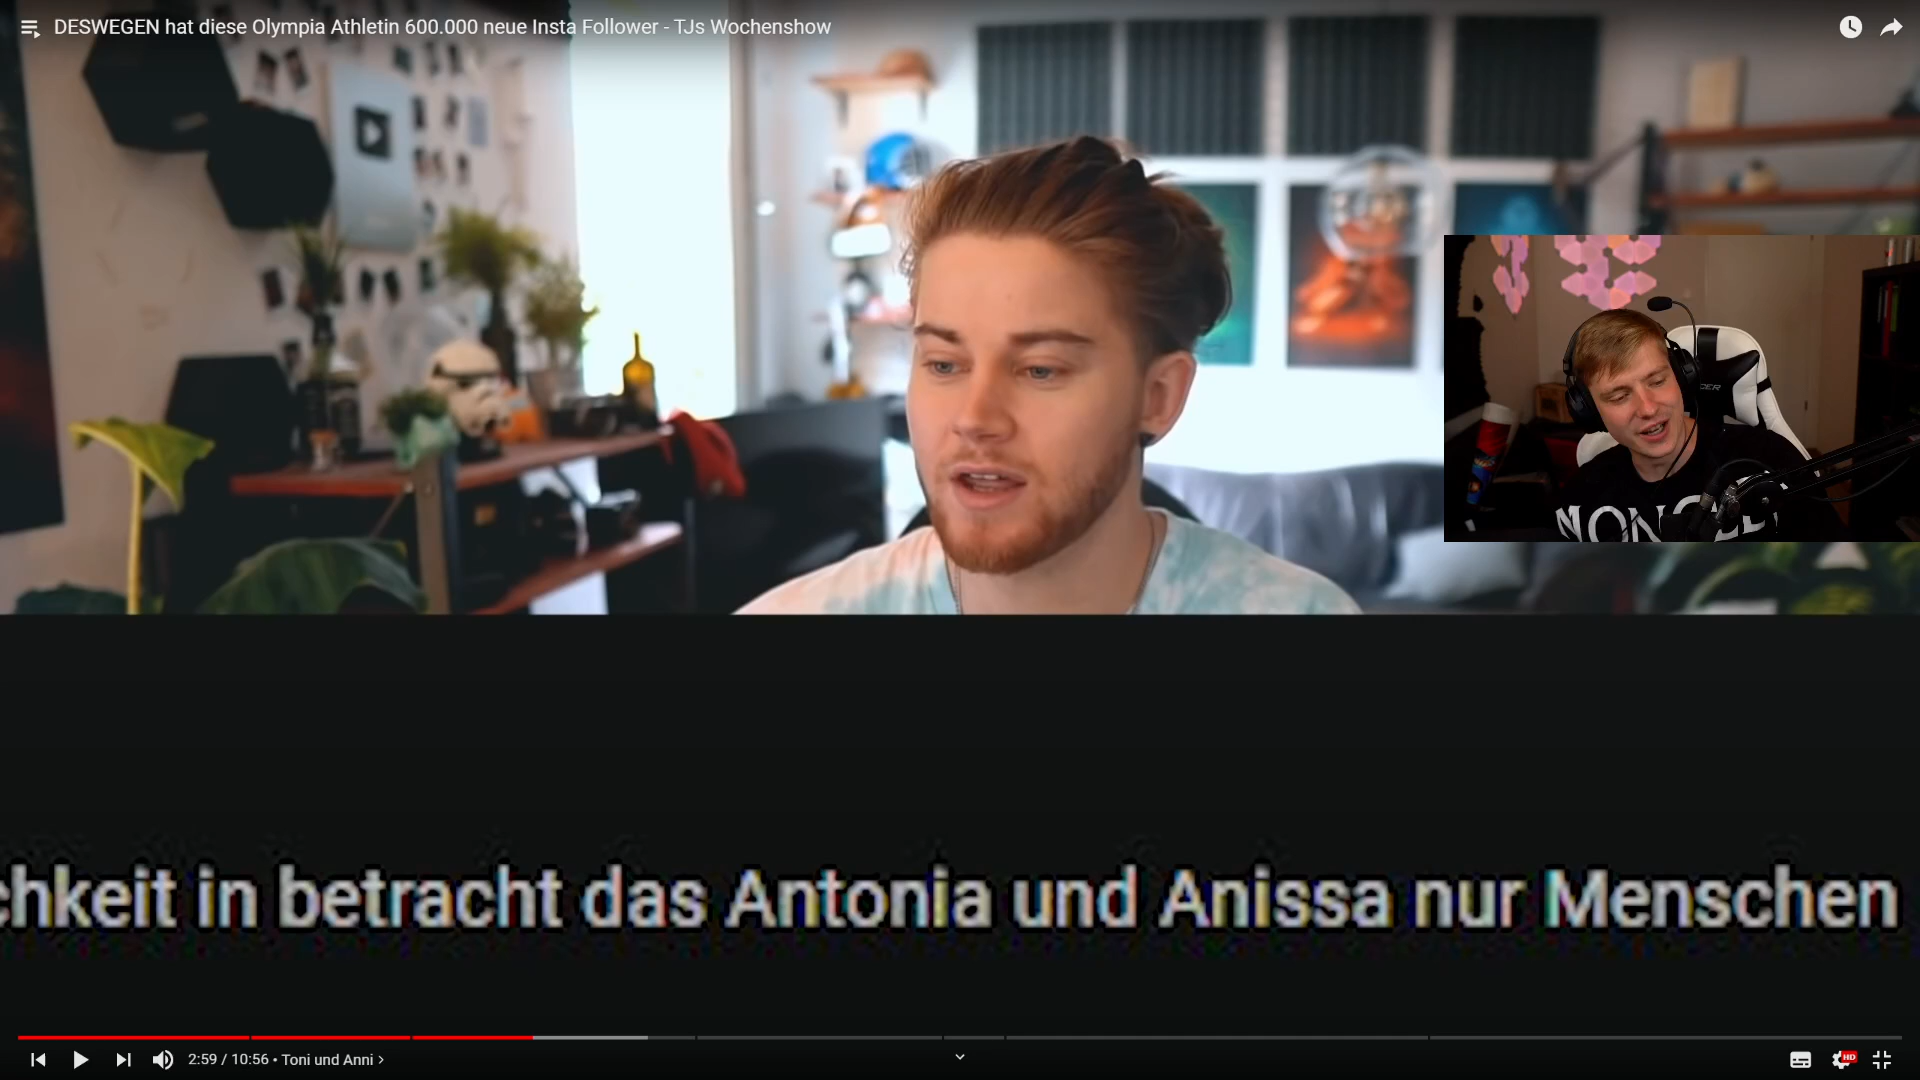 DESWEGEN hat diese Olympia Athletin 600.000 neue Insta Follower - TJs Wochenshow
chkeit in betracht das Antonia und Anissa nur Menschen
2:59 / 10:56 • Toni und Anni ›
HD